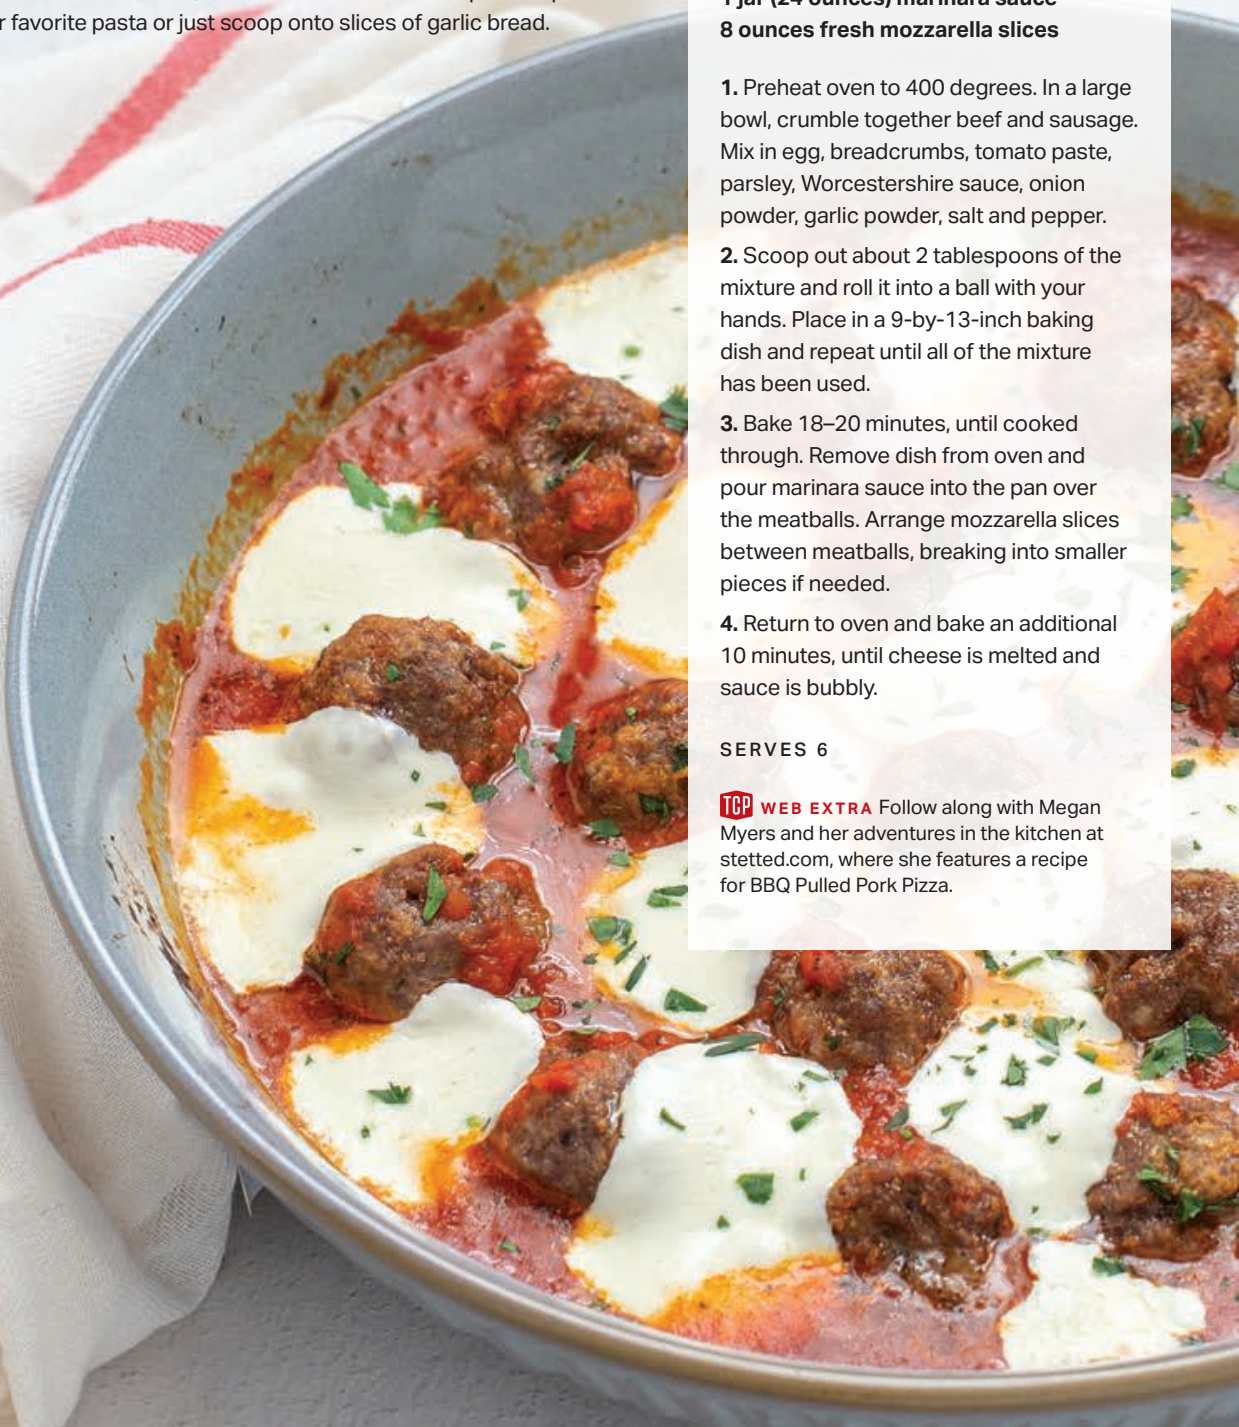 r favorite pasta or just scoop onto slices of garlic bread.
1 jar (24 ounces) marinara sauce
8 ounces fresh mozzarella slices
1. Preheat oven to 400 degrees. In a large
bowl, crumble together beef and sausage.
Mix in egg, breadcrumbs, tomato paste,
parsley, Worcestershire sauce, onion
powder, garlic powder, salt and pepper.
2. Scoop out about 2 tablespoons of the
mixture and roll it into a ball with your
hands. Place in a 9-by-13-inch baking
dish and repeat until all of the mixture
has been used.
3. Bake 18–20 minutes, until cooked
through. Remove dish from oven and
pour marinara sauce into the pan over
the meatballs. Arrange mozzarella slices
between meatballs, breaking into smaller
pieces if needed.
4. Return to oven and bake an additional
10 minutes, until cheese is melted and
sauce is bubbly.
SERVES 6
TCP WEB EXTRA Follow along with Megan
Myers and her adventures in the kitchen at
stetted.com, where she features a recipe
for BBQ Pulled Pork Pizza.